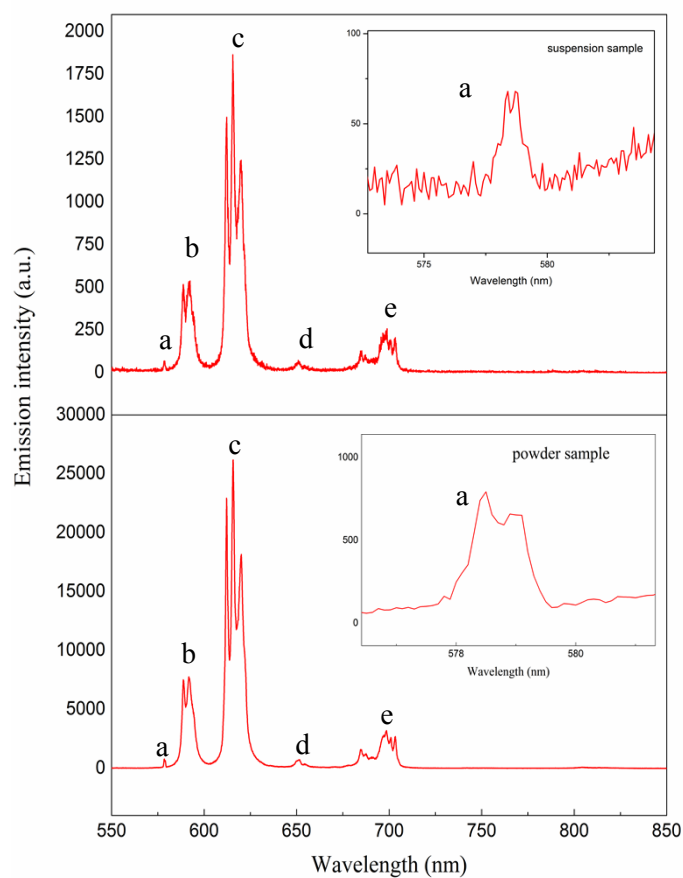 Emission intensity (a.u.)
2000
1750
1500
1250
1000
750
500
250
0
a
b
c
d
e
suspension sample
a
100
50
0
575
580
Wavelength (nm)
30000
25000
20000
15000
10000
5000
0
a
b
c
d
e
powder sample
a
1000
500
0
578
580
Wavelength (nm)
550
600
650
700
750
800
850
Wavelength (nm)